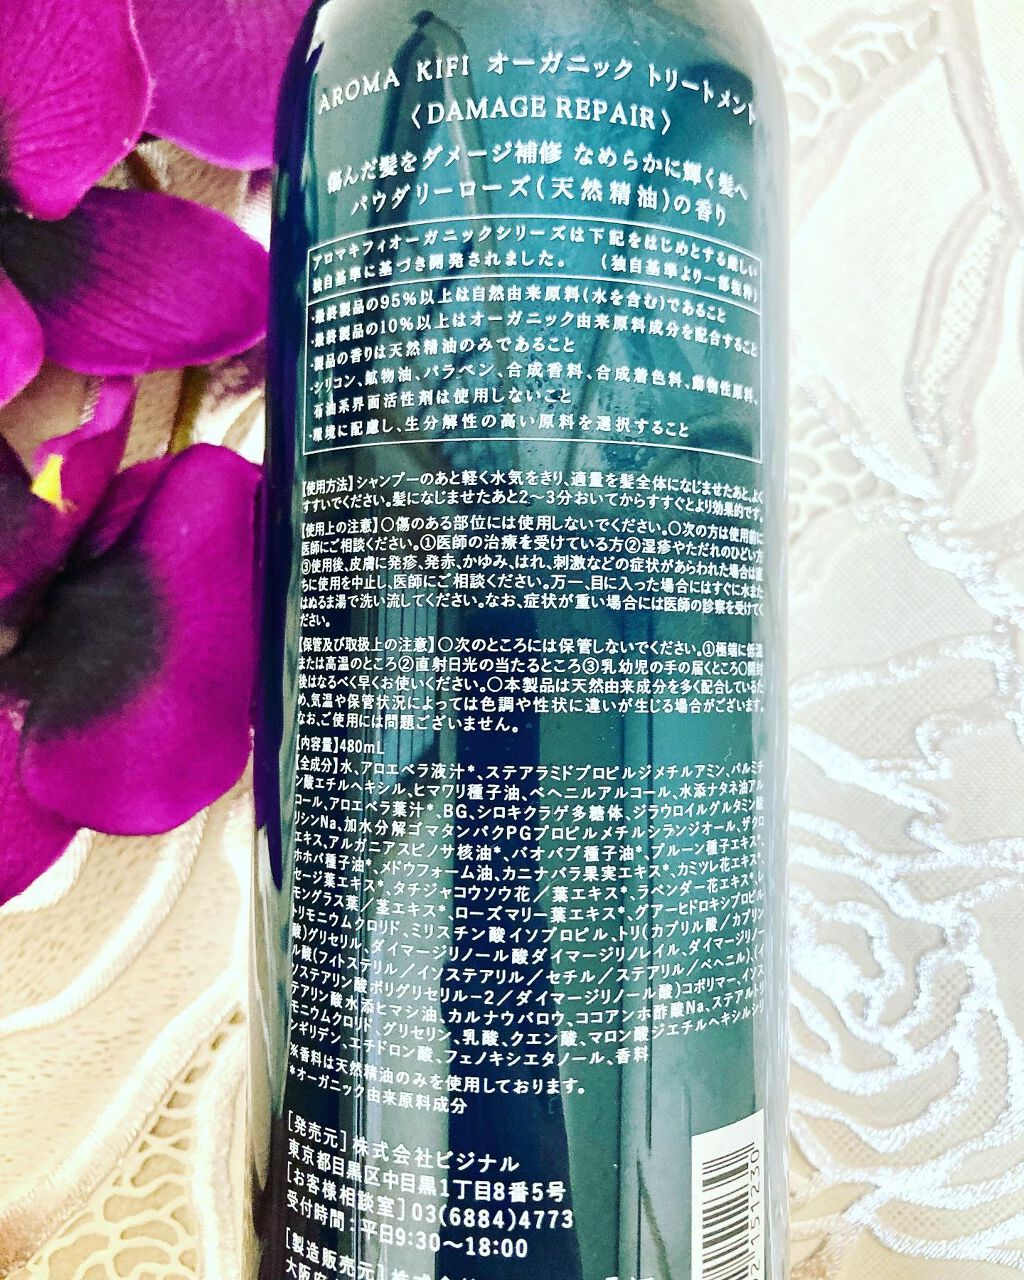 AROMA KIFI オーガニック トリートメント
〈DAMAGE REPAIR〉
傷んだ髪をダメージ補修 なめらかに輝く髪へ
パウダリーローズ(天然精油)の香り
アロマキフィオーガニックシリーズは下記をはじめとする厳しい
独自基準に基づき開発されました。 (独自基準より一部抜粋)
・最終製品の95%以上は自然由来原料(水を含む)であること
・最終製品の10%以上はオーガニック由来原料成分を配合すること
・製品の香りは天然精油のみであること
・シリコン、鉱物油、パラベン、合成香料、合成着色料、動物性原料、
石油系界面活性剤は使用しないこと
・環境に配慮し、生分解性の高い原料を選択すること
【使用方法】シャンプーのあと軽く水気をきり、適量を髪全体になじませたあと、よく
すすいでください。髪になじませたあと2〜3分おいてからすすぐとより効果的です。
【使用上の注意】○傷のある部位には使用しないでください。○次の方は使用前に
医師にご相談ください。①医師の治療を受けている方②湿疹やただれのひどい方
③使用後、皮膚に発疹、発赤、かゆみ、はれ、刺激などの症状があらわれた場合は直
ちに使用を中止し、医師にご相談ください。万一、目に入った場合にはすぐに水また
はぬるま湯で洗い流してください。なお、症状が重い場合には医師の診察を受けてく
ださい。
【保管及び取扱上の注意】○次のところには保管しないでください。①極端に低温
または高温のところ②直射日光の当たるところ③乳幼児の手の届くところ○開封
後はなるべく早くお使いください。○本製品は天然由来成分を多く配合しているた
め、気温や保管状況によっては色調や性状に違いが生じる場合がございます。
なお、ご使用には問題ございません。
【内容量】480mL
【全成分】水、アロエベラ液汁*、ステアラミドプロピルジメチルアミン、パルミチ
ン酸エチルヘキシル、ヒマワリ種子油、ベヘニルアルコール、水添ナタネ油アル
コール、アロエベラ葉汁*、BG、シロキクラゲ多糖体、ジラウロイルグルタミン酸
リシンNa、加水分解ゴマタンパクPGプロピルメチルシランジオール、ザクロ
エキス、アルガニアスピノサ核油*、バオバブ種子油*、プルーン種子エキス*、
ホホバ種子油*、メドウフォーム油、カニナバラ果実エキス*、カミツレ花エキス*、
セージ葉エキス*、タチジャコウソウ花／葉エキス*、ラベンダー花エキス*、レ
モングラス葉／茎エキス*、ローズマリー葉エキス*、グアーヒドロキシプロピル
トリモニウムクロリド、ミリスチン酸イソプロピル、トリ(カプリル酸／カプリン
酸)グリセリル、ダイマージリノール酸ダイマージリノレイル、ダイマージリノー
ル酸(フィトステリル／イソステアリル／セチル／ステアリル／ベヘニル)、(イ
ソステアリン酸ポリグリセリル-2／ダイマージリノール酸)コポリマー、イソス
テアリン酸水添ヒマシ油、カルナウバロウ、ココアンホ酢酸Na、ステアルトリ
モニウムクロリド、グリセリン、乳酸、クエン酸、マロン酸ジエチルヘキシルシリ
ンギリデン、エチドロン酸、フェノキシエタノール、香料
※香料は天然精油のみを使用しております。
*オーガニック由来原料成分
[発売元] 株式会社ビジナル
東京都目黒区中目黒1丁目8番5号
[お客様相談室] 03(6884)4773
受付時間：平日9:30〜18:00
[製造販売元] 株式会社
大阪
151230